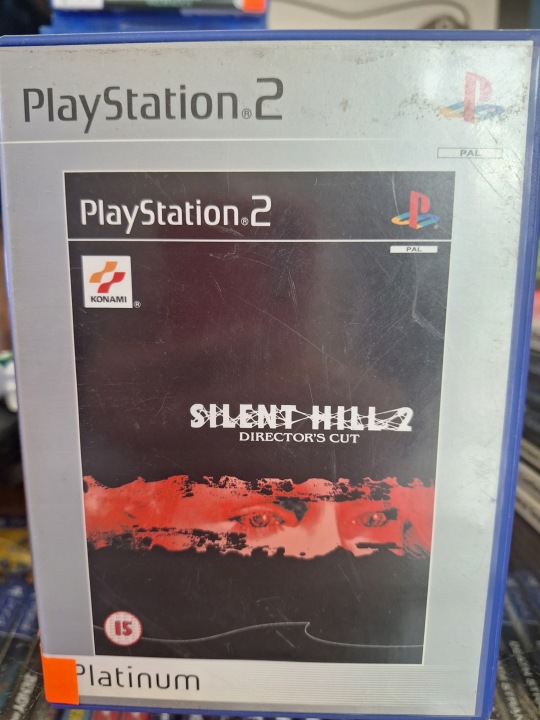 PlayStation®2
PAL
PlayStation®2
PAL
KONAMI®
SILENT HILL 2
DIRECTOR'S CUT
15
Platinum